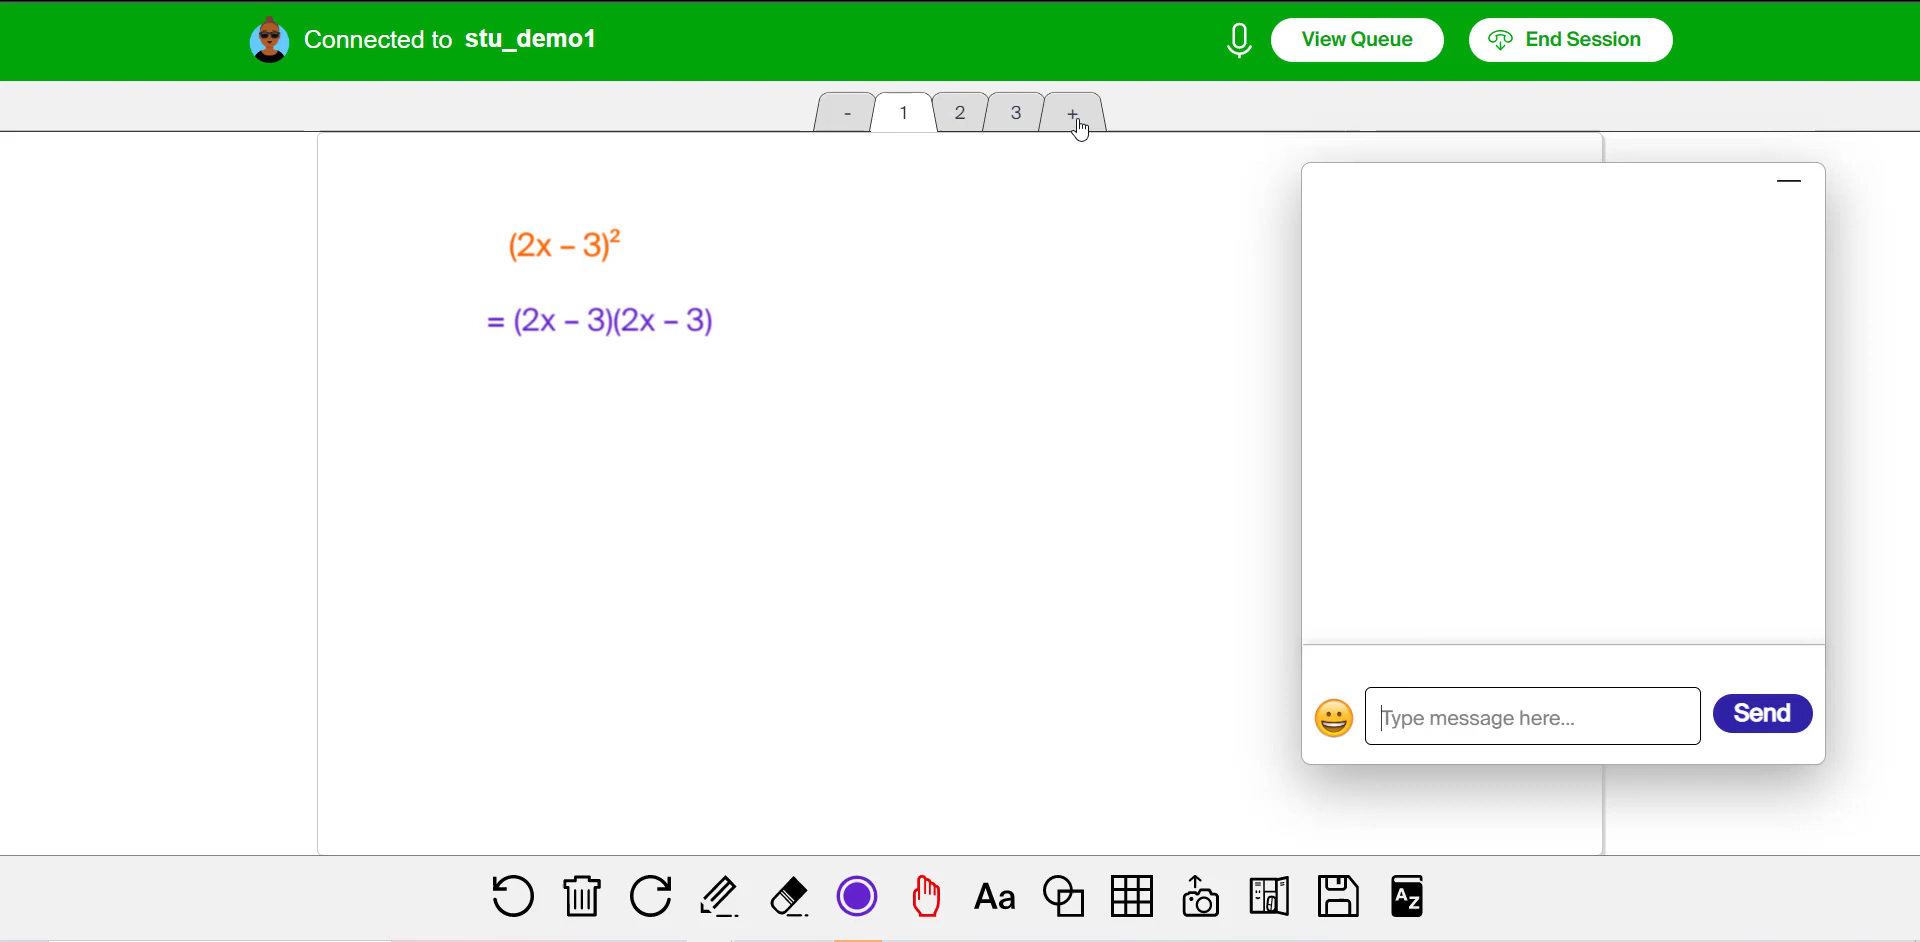 Connected to stu_demo1
View Queue
End Session
- 1 2 3 +
(2x – 3)²
= (2x – 3)(2x – 3)
Type message here...
Send
Aa
AZ